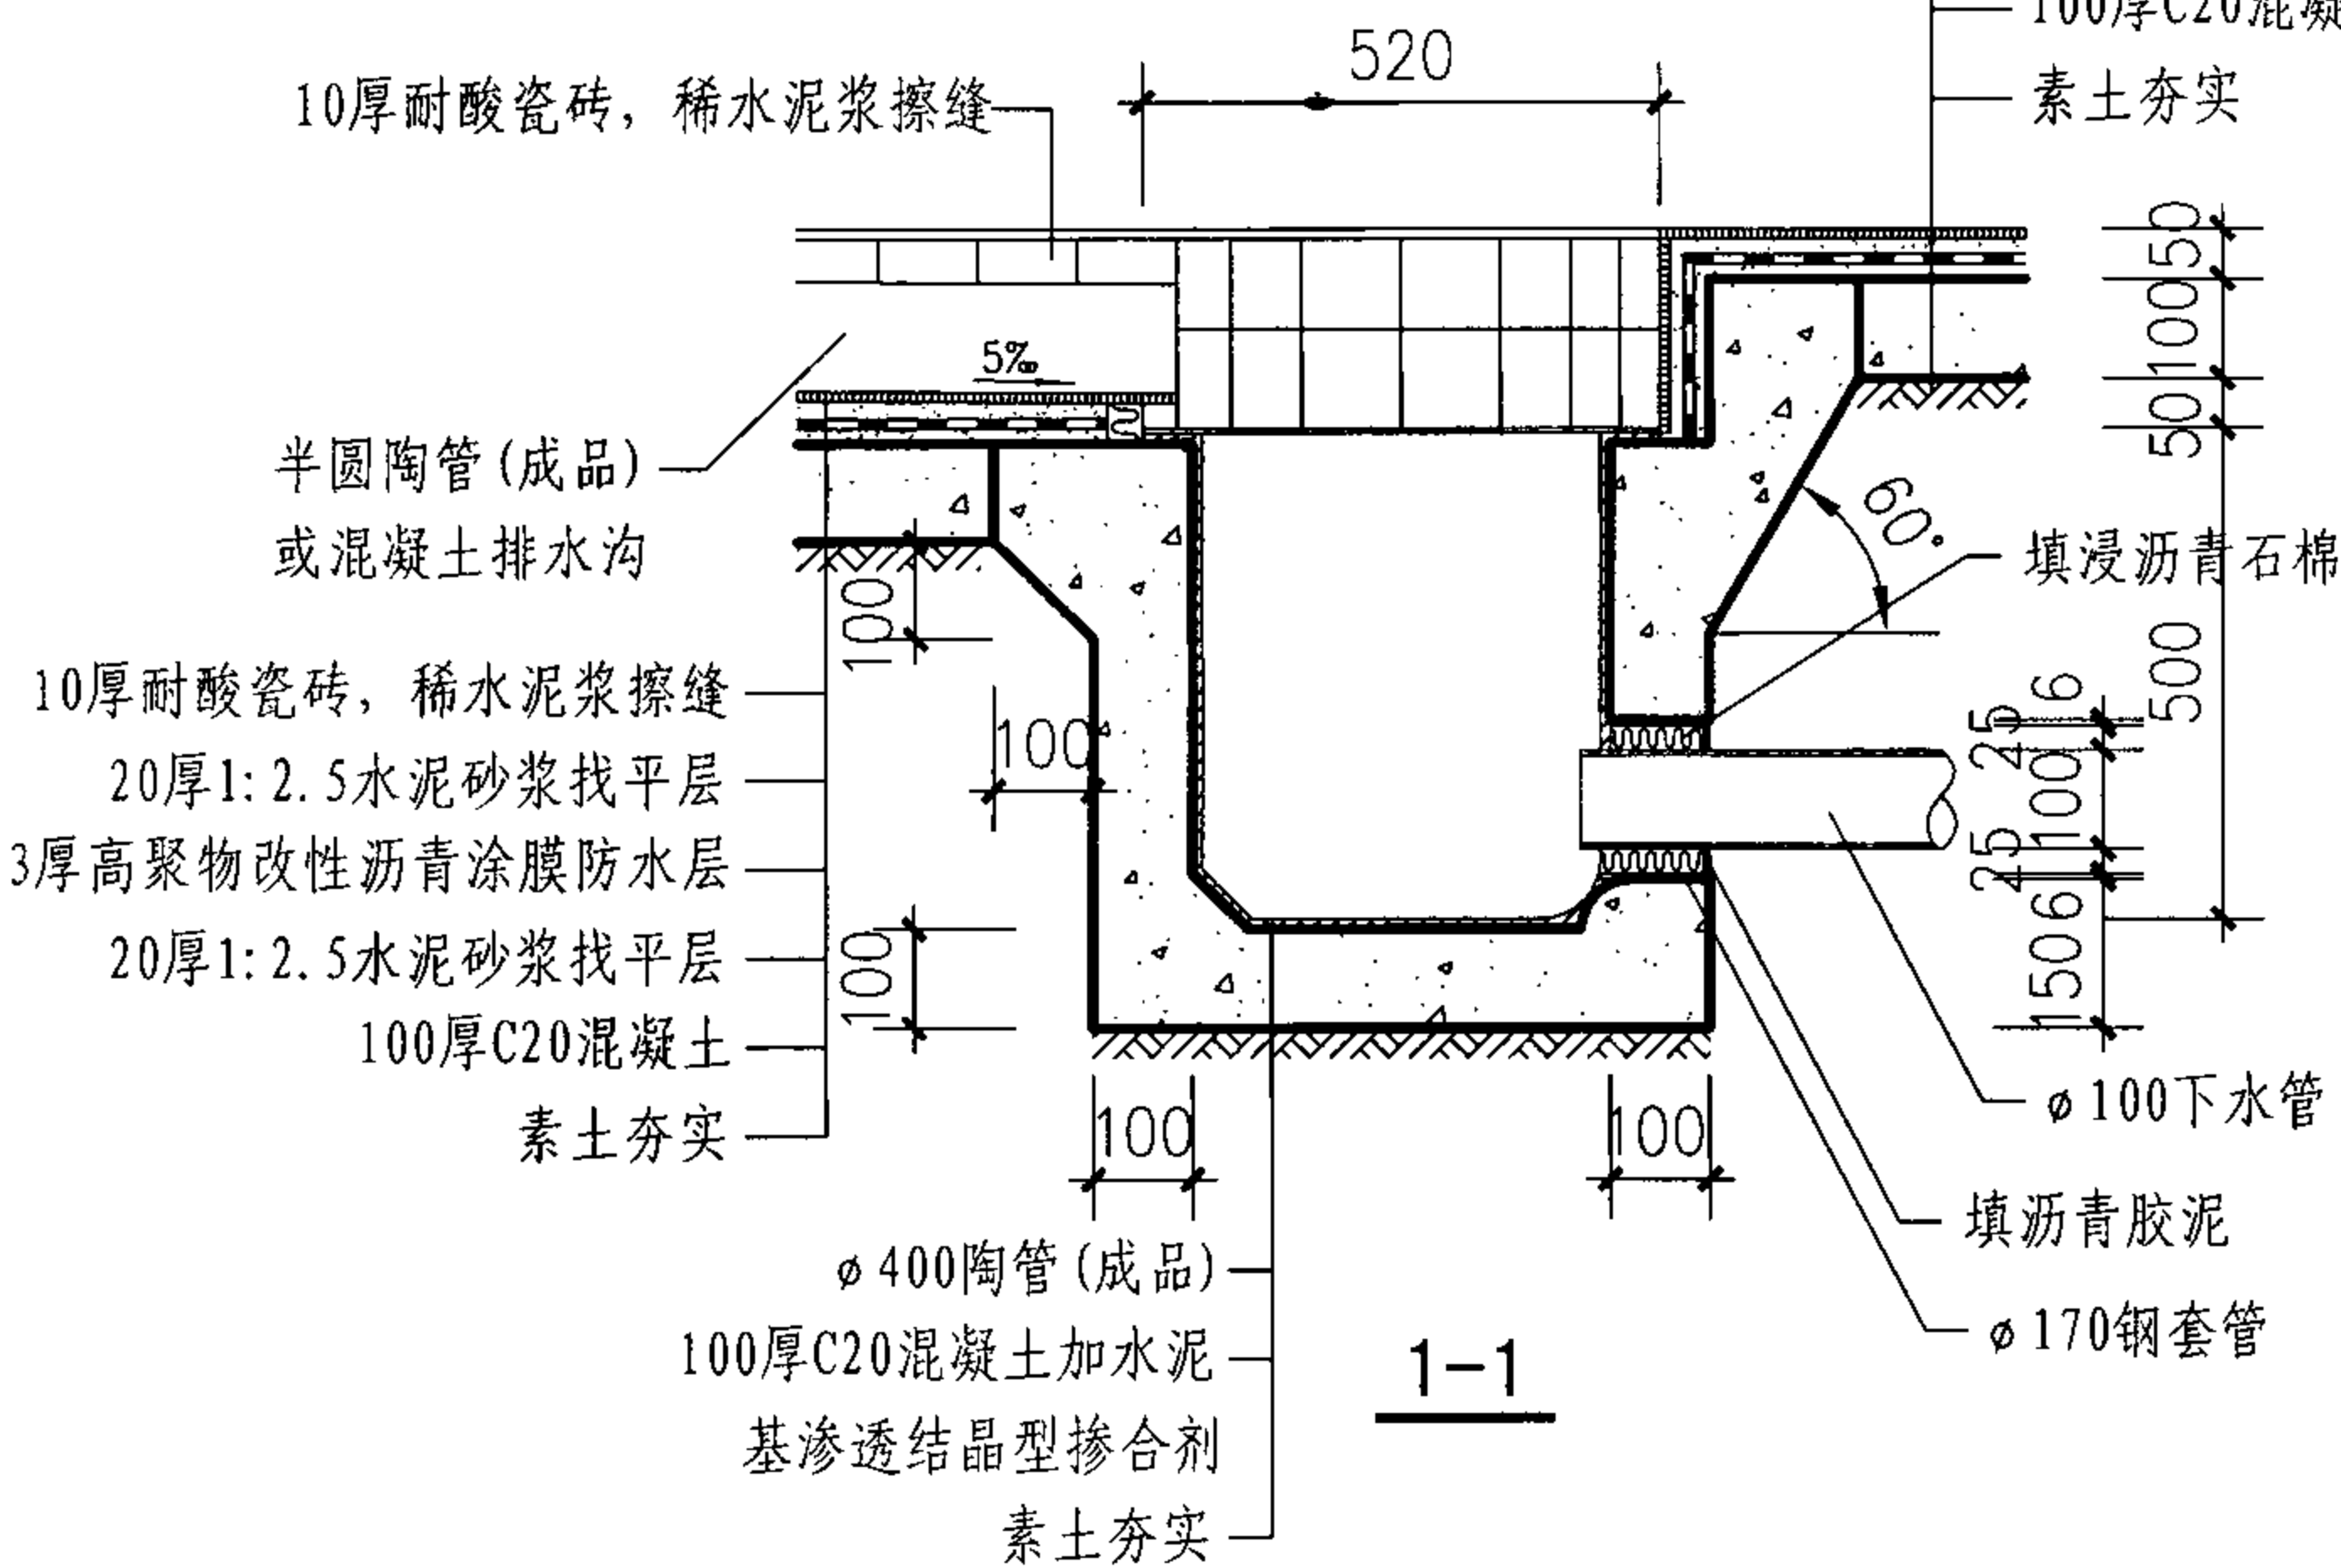 100厚C20混凝
520
10厚耐酸瓷砖，稀水泥浆擦缝
素土夯实
50
100
50
500
5‰
半圆陶管(成品)
或混凝土排水沟
60°
填浸沥青石棉
100
10厚耐酸瓷砖，稀水泥浆擦缝
20厚1:2.5水泥砂浆找平层
3厚高聚物改性沥青涂膜防水层
20厚1:2.5水泥砂浆找平层
100厚C20混凝土
素土夯实
100
100
6
25
100
25
6
150
100
100
φ100下水管
填沥青胶泥
φ170钢套管
φ400陶管(成品)
100厚C20混凝土加水泥
基渗透结晶型掺合剂
素土夯实
1-1